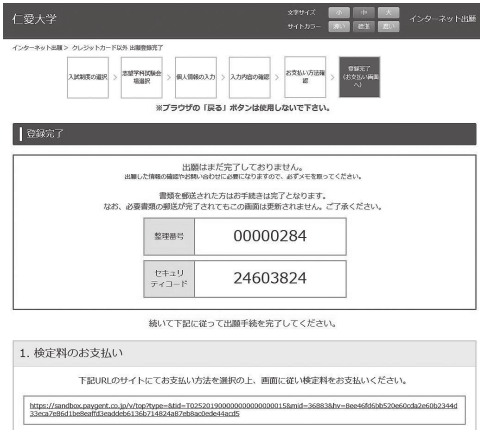 仁愛大学
文字サイズ 小 中 大
サイトカラー 薄い 標準 濃い
インターネット出願
インターネット出願 > クレジットカード以外 出願登録完了
入試制度の選択 > 志望学科試験会場選択 > 個人情報の入力 > 入力内容の確認 > お支払い方法確認 > 登録完了(お支払い画面へ)
※ブラウザの「戻る」ボタンは使用しないで下さい。
登録完了
出願はまだ完了しておりません。
出願した情報の確認やお問い合わせに必要になりますので、必ずメモを取ってください。
書類を郵送された方はお手続きは完了となります。
なお、必要書類の郵送が完了されてもこの画面は更新されません。ご了承ください。
整理番号 00000284
セキュリティコード 24603824
続いて下記に従って出願手続を完了してください。
1. 検定料のお支払い
下記URLのサイトにてお支払い方法を選択の上、画面に従い検定料をお支払いください。